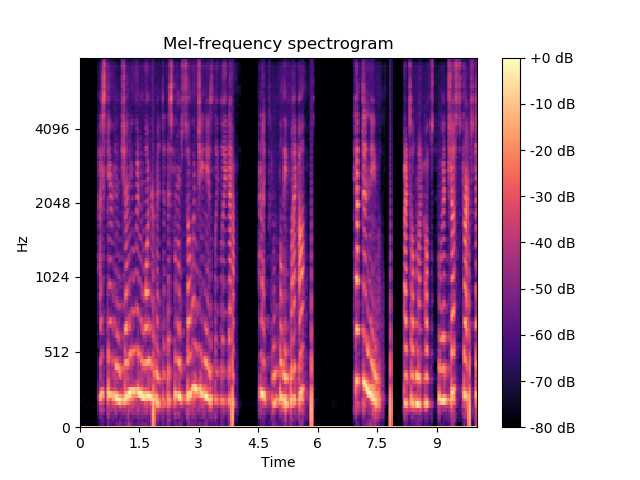 Mel-frequency spectrogram
+0 dB
-10 dB
-20 dB
-30 dB
-40 dB
-50 dB
-60 dB
-70 dB
-80 dB
Hz
4096
2048
1024
512
0
0 1.5 3 4.5 6 7.5 9
Time